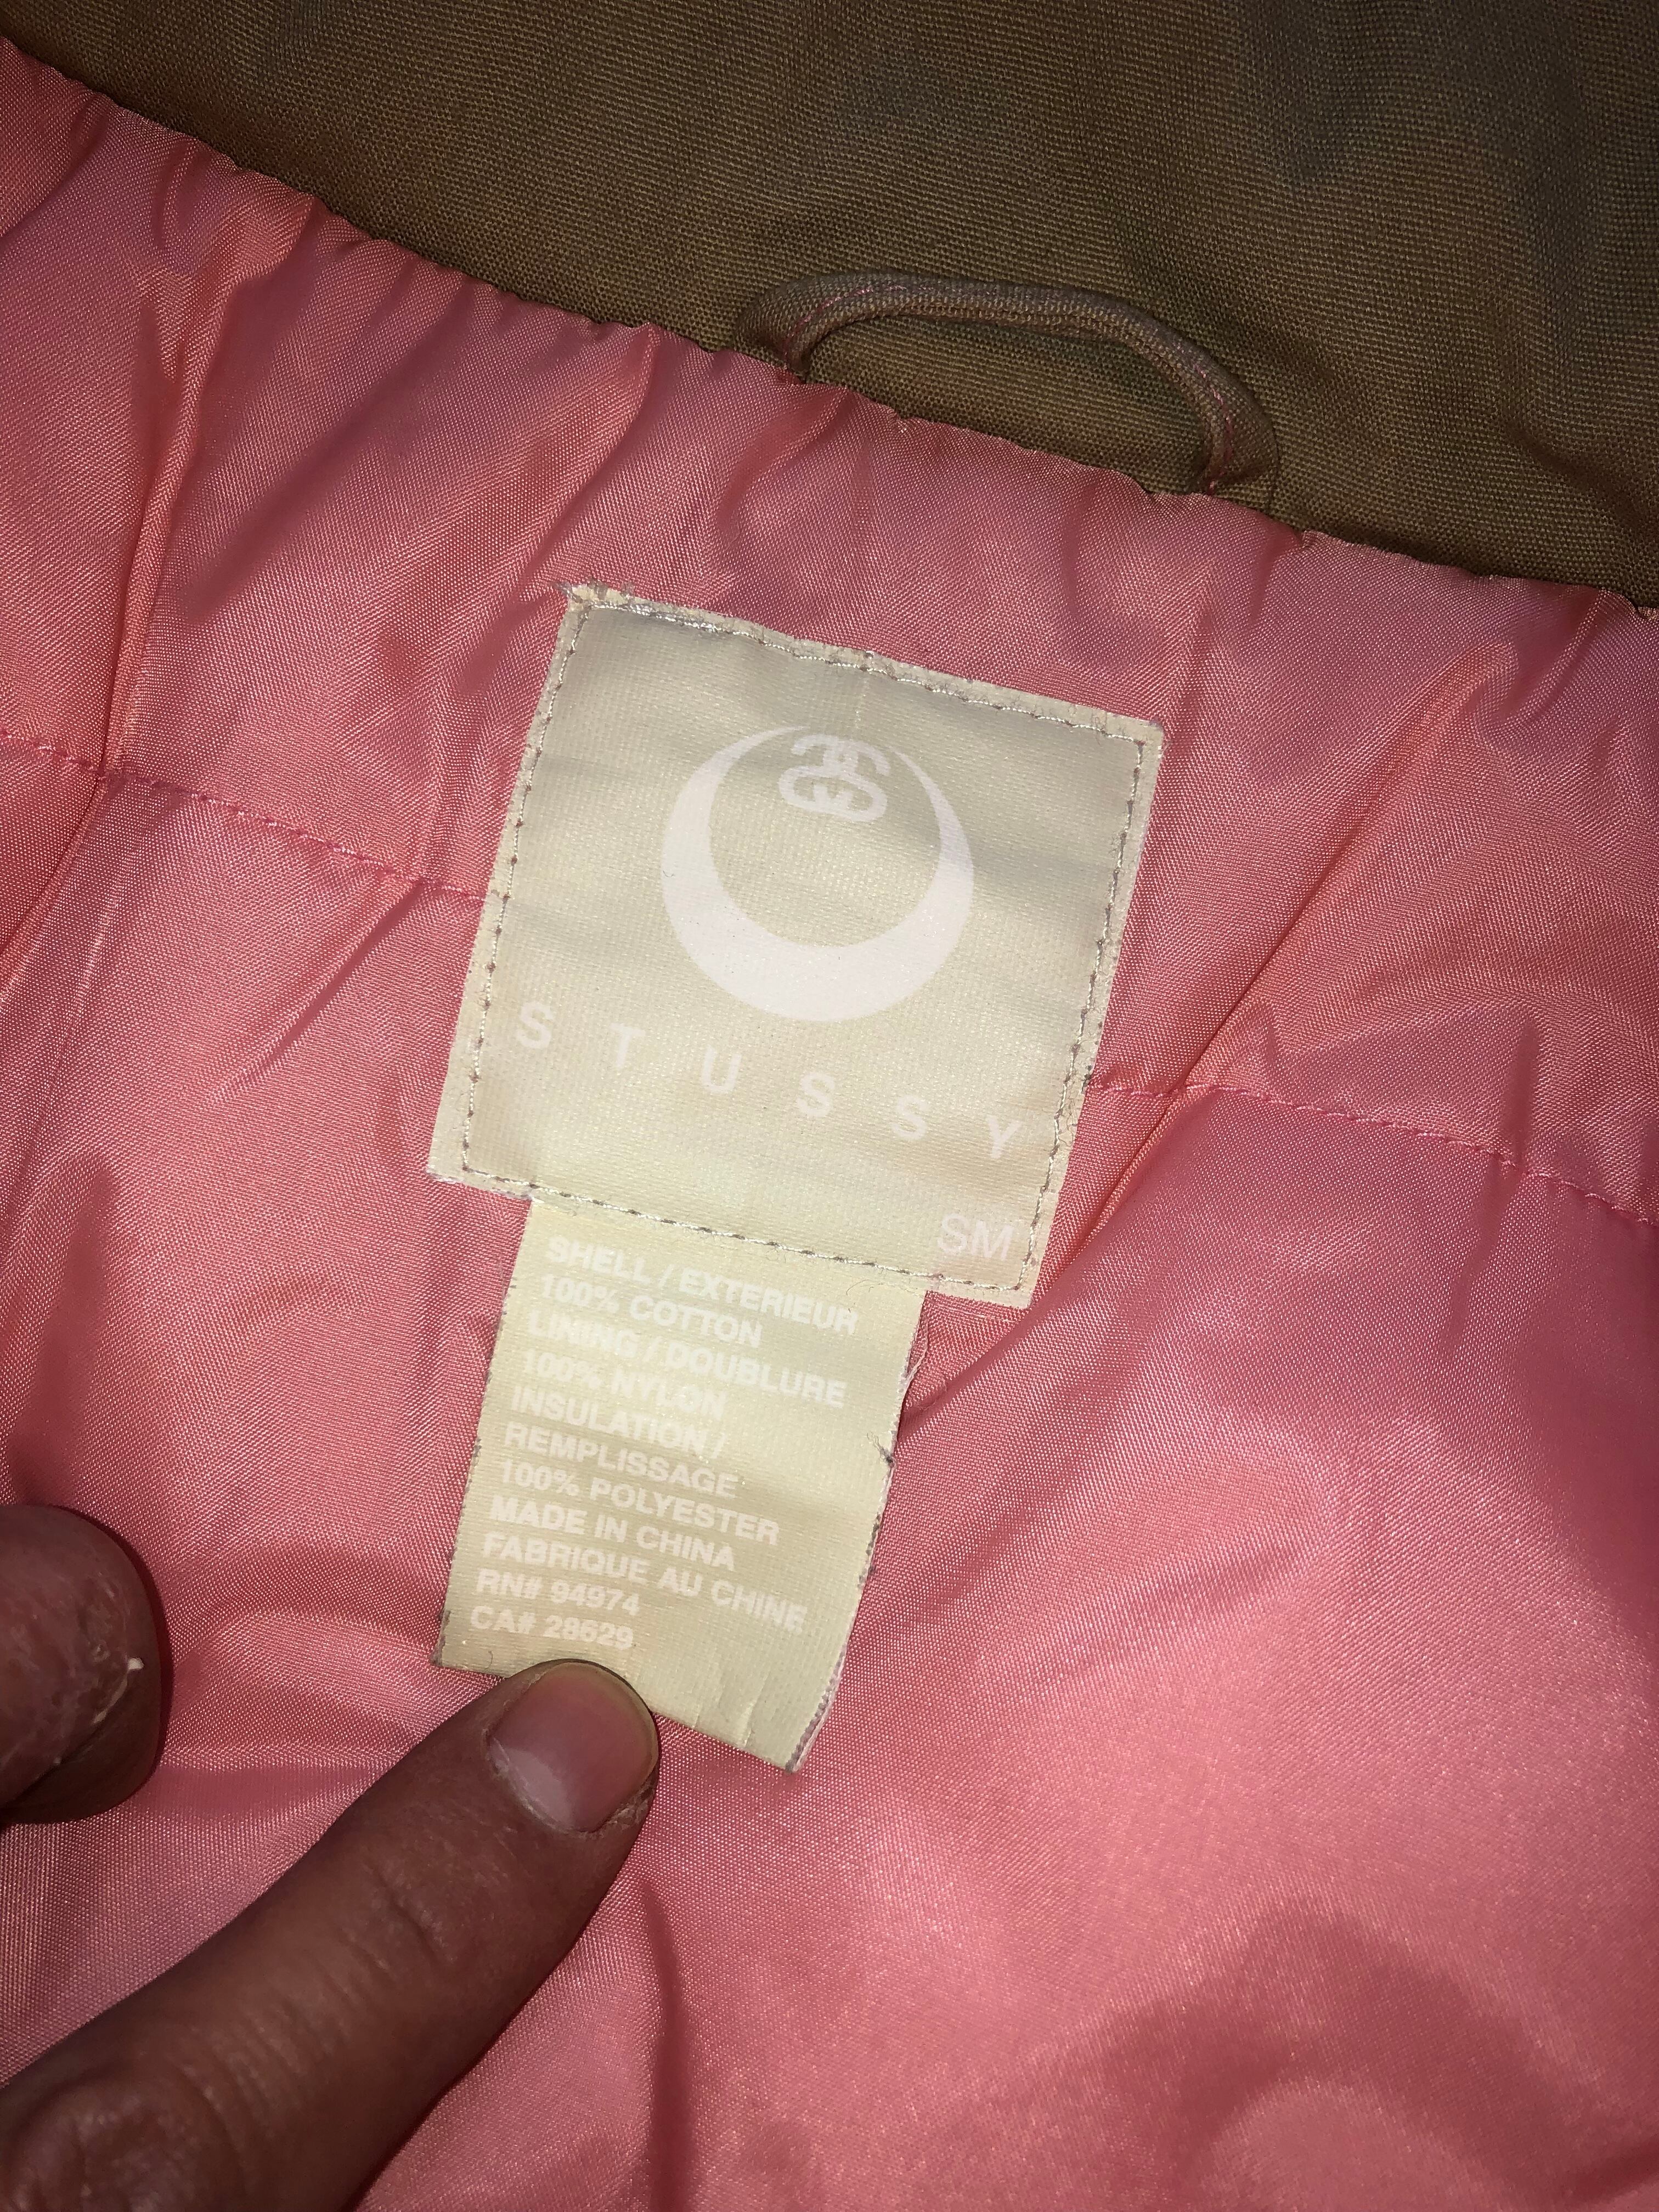 SS
STUSSY
SM
SHELL / EXTERIEUR
100% COTTON
LINING / DOUBLURE
100% NYLON
INSULATION /
REMPLISSAGE
100% POLYESTER
MADE IN CHINA
FABRIQUE AU CHINE
RN# 94974
CA# 28629